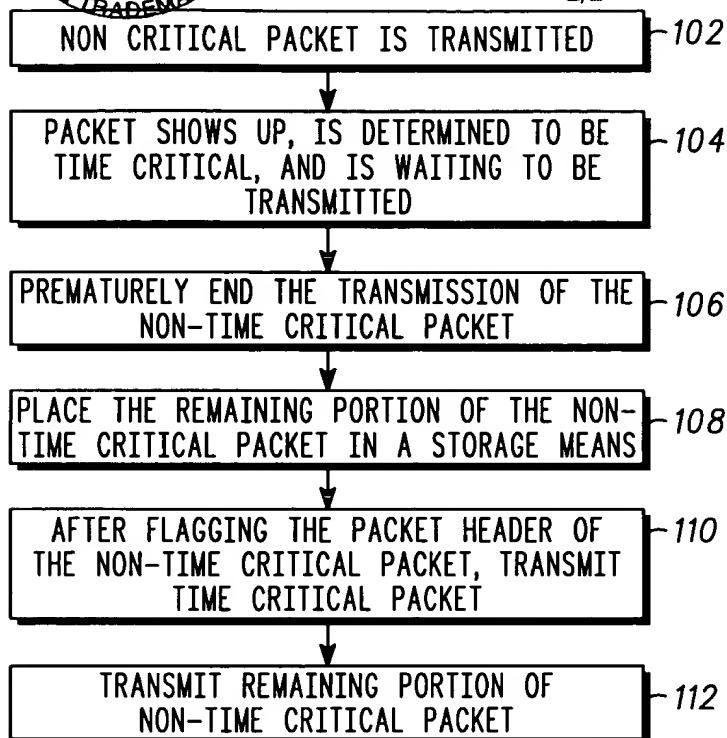 TRADEM
NON CRITICAL PACKET IS TRANSMITTED
102
PACKET SHOWS UP, IS DETERMINED TO BE
TIME CRITICAL, AND IS WAITING TO BE
TRANSMITTED
104
PREMATURELY END THE TRANSMISSION OF THE
NON-TIME CRITICAL PACKET
106
PLACE THE REMAINING PORTION OF THE NON-
TIME CRITICAL PACKET IN A STORAGE MEANS
108
AFTER FLAGGING THE PACKET HEADER OF
THE NON-TIME CRITICAL PACKET, TRANSMIT
TIME CRITICAL PACKET
110
TRANSMIT REMAINING PORTION OF
NON-TIME CRITICAL PACKET
112